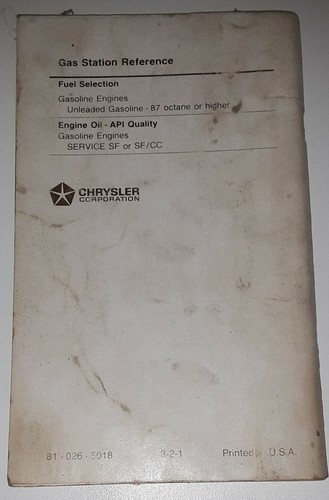 Gas Station Reference
Fuel Selection
Gasoline Engines
Unleaded Gasoline - 87 octane or higher
Engine Oil - API Quality
Gasoline Engines
SERVICE SF or SF/CC
CHRYSLER
CORPORATION
81 - 026 - 5018 3-2-1 Printed U.S.A.